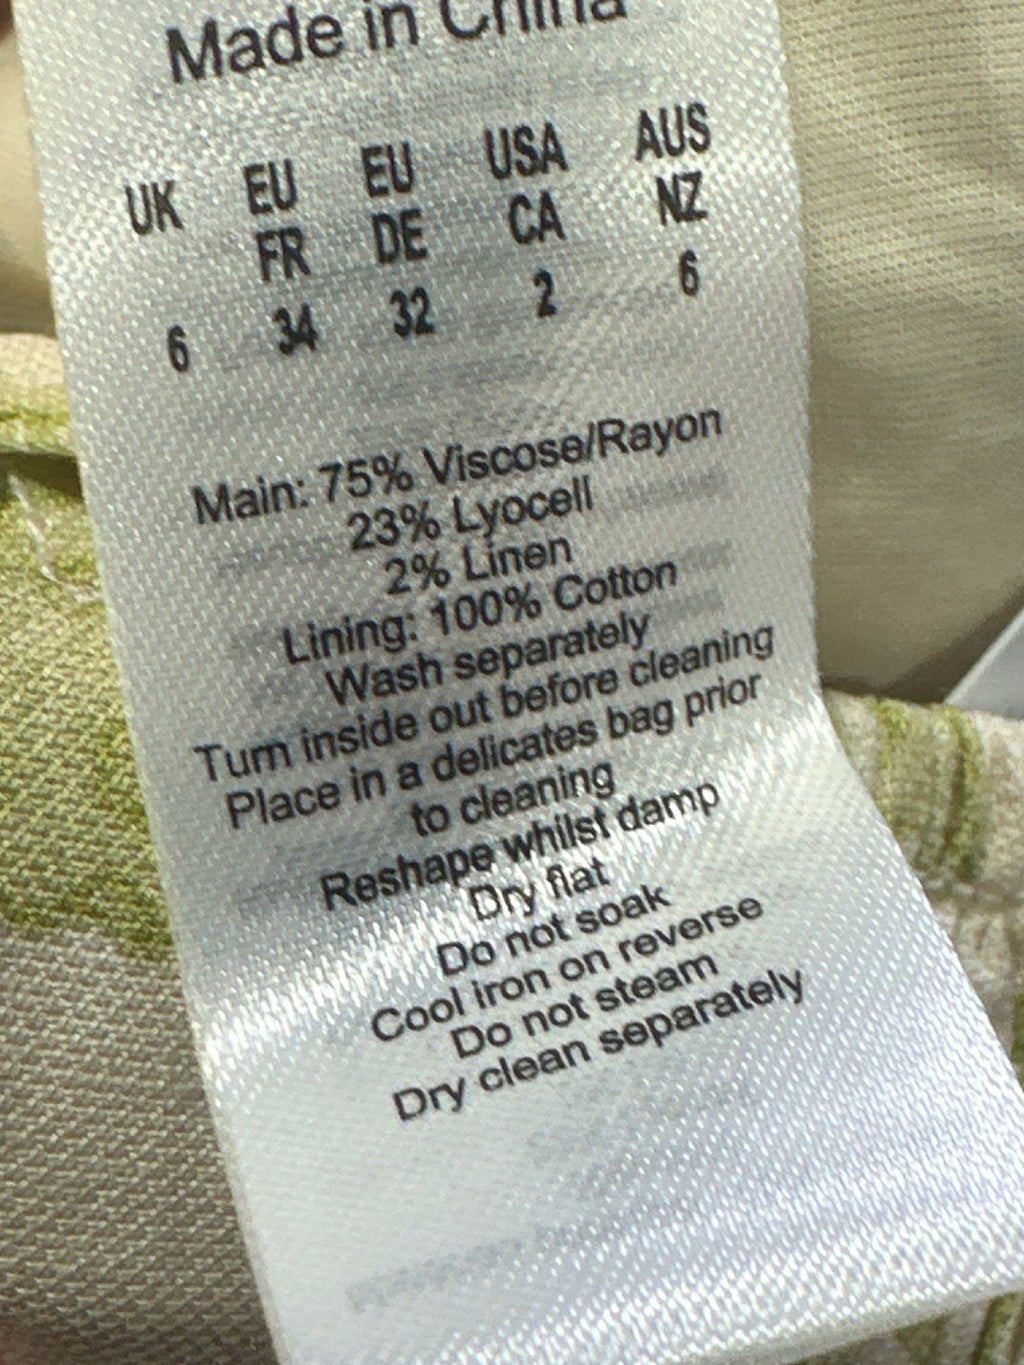 Made in China
UK EU EU USA AUS
FR DE CA NZ
6 34 32 2 6
Main: 75% Viscose/Rayon
23% Lyocell
2% Linen
Lining: 100% Cotton
Wash separately
Turn inside out before cleaning
Place in a delicates bag prior
to cleaning
Reshape whilst damp
Dry flat
Do not soak
Cool iron on reverse
Do not steam
Dry clean separately